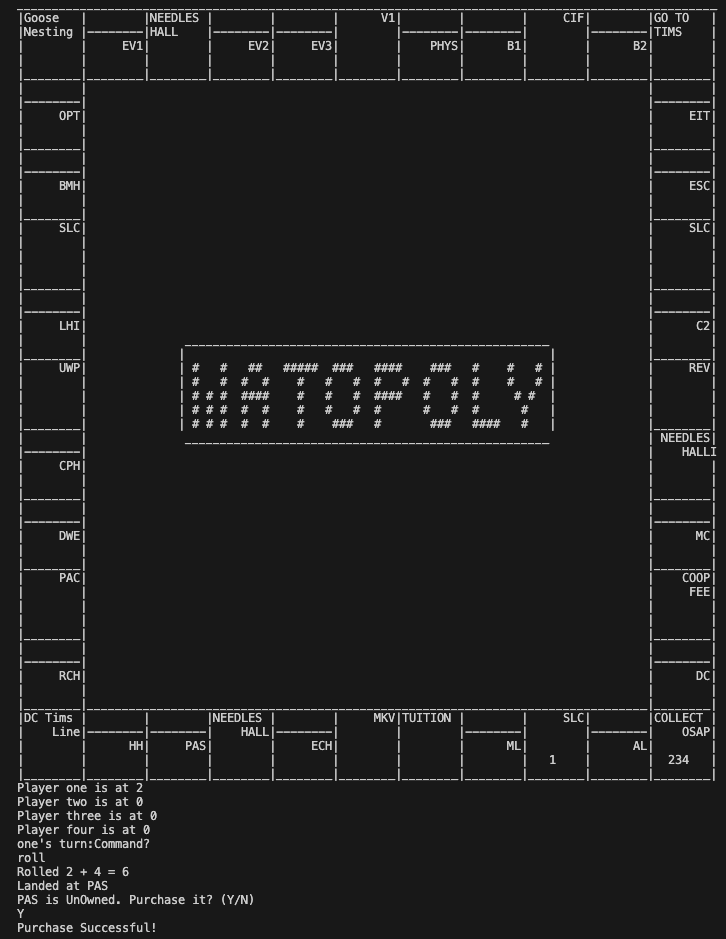 Goose NEEDLES V1 CIF GO TO
Nesting HALL TIMS
EV1 EV2 EV3 PHYS B1 B2
OPT EIT
BMH ESC
SLC SLC
LHI C2
WATOPOLY
UWP REV
NEEDLES
HALL
CPH
DWE MC
PAC COOP
FEE
RCH DC
DC Tims NEEDLES MKV TUITION SLC COLLECT
Line HALL OSAP
HH PAS ECH ML AL
1 234
Player one is at 2
Player two is at 0
Player three is at 0
Player four is at 0
one's turn:Command?
roll
Rolled 2 + 4 = 6
Landed at PAS
PAS is UnOwned. Purchase it? (Y/N)
Y
Purchase Successful!